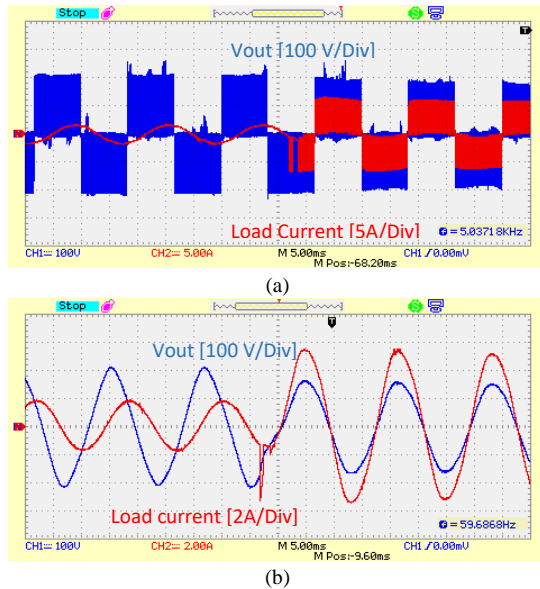 Stop
T
Vout [100 V/Div]
Load Current [5A/Div]
= 5.03718KHz
CH1= 100V CH2= 5.00A M 5.00ms CH1 / 0.00mV
M Pos:-68.20ms
(a)
Stop
T
Vout [100 V/Div]
Load current [2A/Div]
= 59.6868Hz
CH1= 100V CH2= 2.00A M 5.00ms CH1 / 0.00mV
M Pos:-9.60ms
(b)